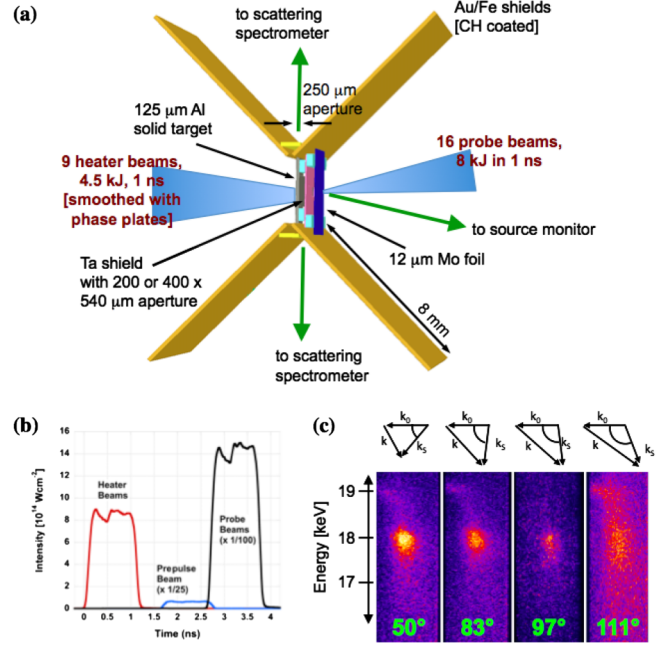 (a)
to scattering
spectrometer
Au/Fe shields
[CH coated]
250 μm
aperture
125 μm Al
solid target
9 heater beams,
4.5 kJ, 1 ns
[smoothed with
phase plates]
16 probe beams,
8 kJ in 1 ns
to source monitor
Ta shield
with 200 or 400 x
540 μm aperture
12 μm Mo foil
8 mm
to scattering
spectrometer
(b)
Intensity [10¹⁴ Wcm⁻²]
16
14
12
10
8
6
4
2
0
Heater
Beams
Prepulse
Beam
(x 1/25)
Probe
Beams
(x 1/100)
0 0.5 1 1.5 2 2.5 3 3.5 4
Time (ns)
(c)
k₀ k₀ k₀ k₀
k kₛ k kₛ k kₛ k kₛ
Energy [keV]
19
18
17
50° 83° 97° 111°